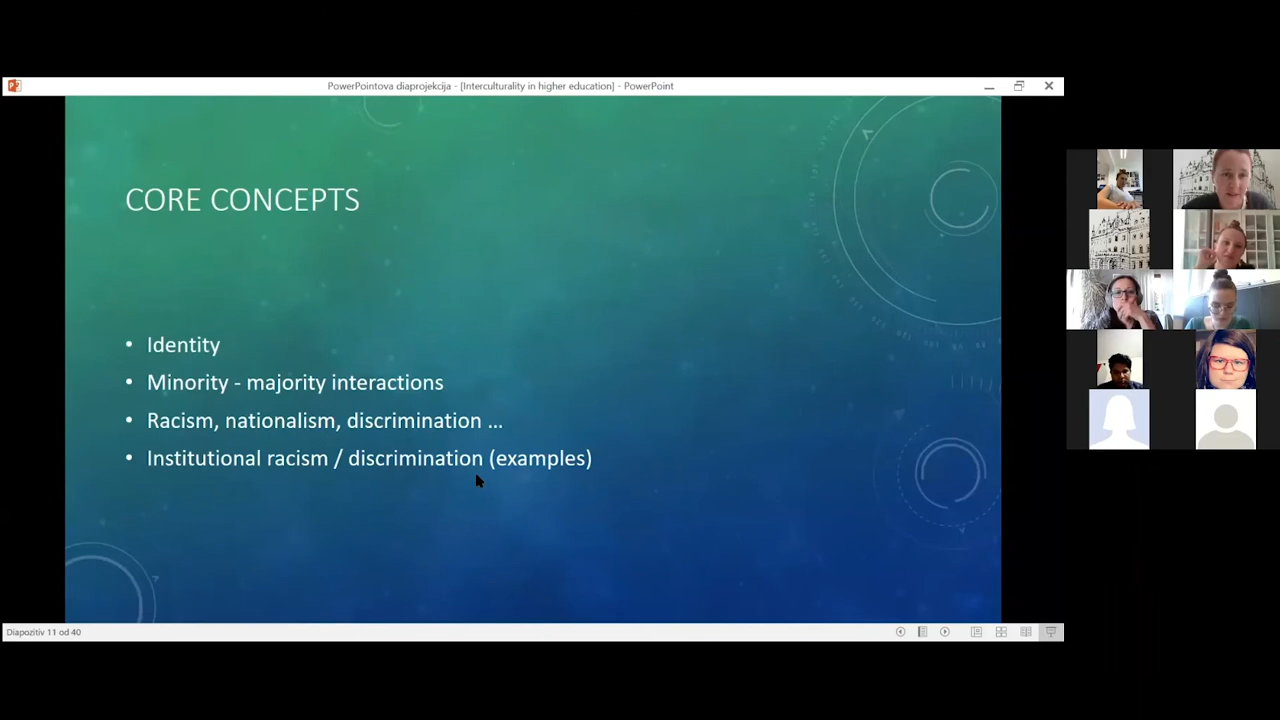 PowerPointova diaprojekcija - [Interculturality in higher education] - PowerPoint
CORE CONCEPTS
• Identity
• Minority - majority interactions
• Racism, nationalism, discrimination ...
• Institutional racism / discrimination (examples)
Diapozitiv 11 od 40